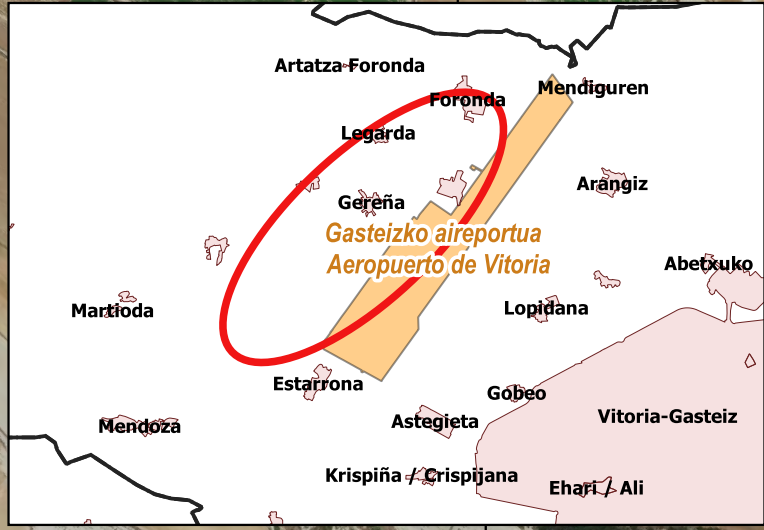 Artatza-Foronda
Mendiguren
Foronda
Legarda
Arangiz
Gereña
Gasteizko aireportua
Aeropuerto de Vitoria
Abetxuko
Martioda
Lopidana
Estarrona
Gobeo
Astegieta
Vitoria-Gasteiz
Mendoza
Krispiña / Crispijana
Ehari / Ali